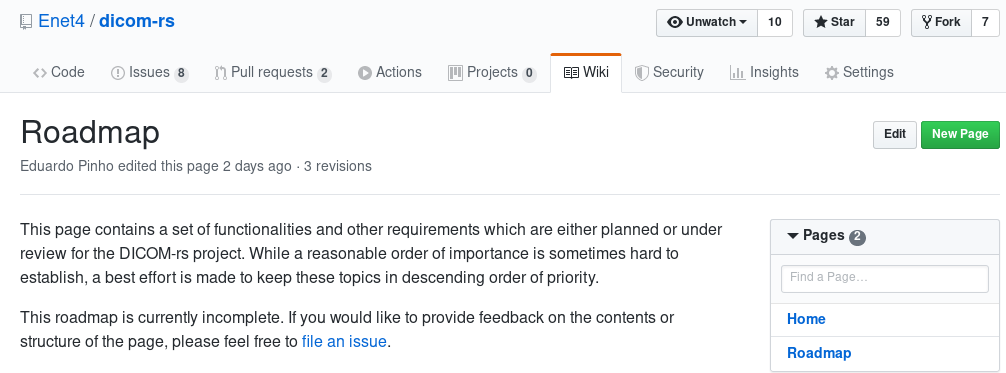 Enet4 / dicom-rs
Unwatch 10 Star 59 Fork 7
Code Issues 8 Pull requests 2 Actions Projects 0 Wiki Security Insights Settings
Roadmap
Edit New Page
Eduardo Pinho edited this page 2 days ago · 3 revisions
This page contains a set of functionalities and other requirements which are either planned or under
review for the DICOM-rs project. While a reasonable order of importance is sometimes hard to
establish, a best effort is made to keep these topics in descending order of priority.
This roadmap is currently incomplete. If you would like to provide feedback on the contents or
structure of the page, please feel free to file an issue.
Pages 2
Find a Page…
Home
Roadmap